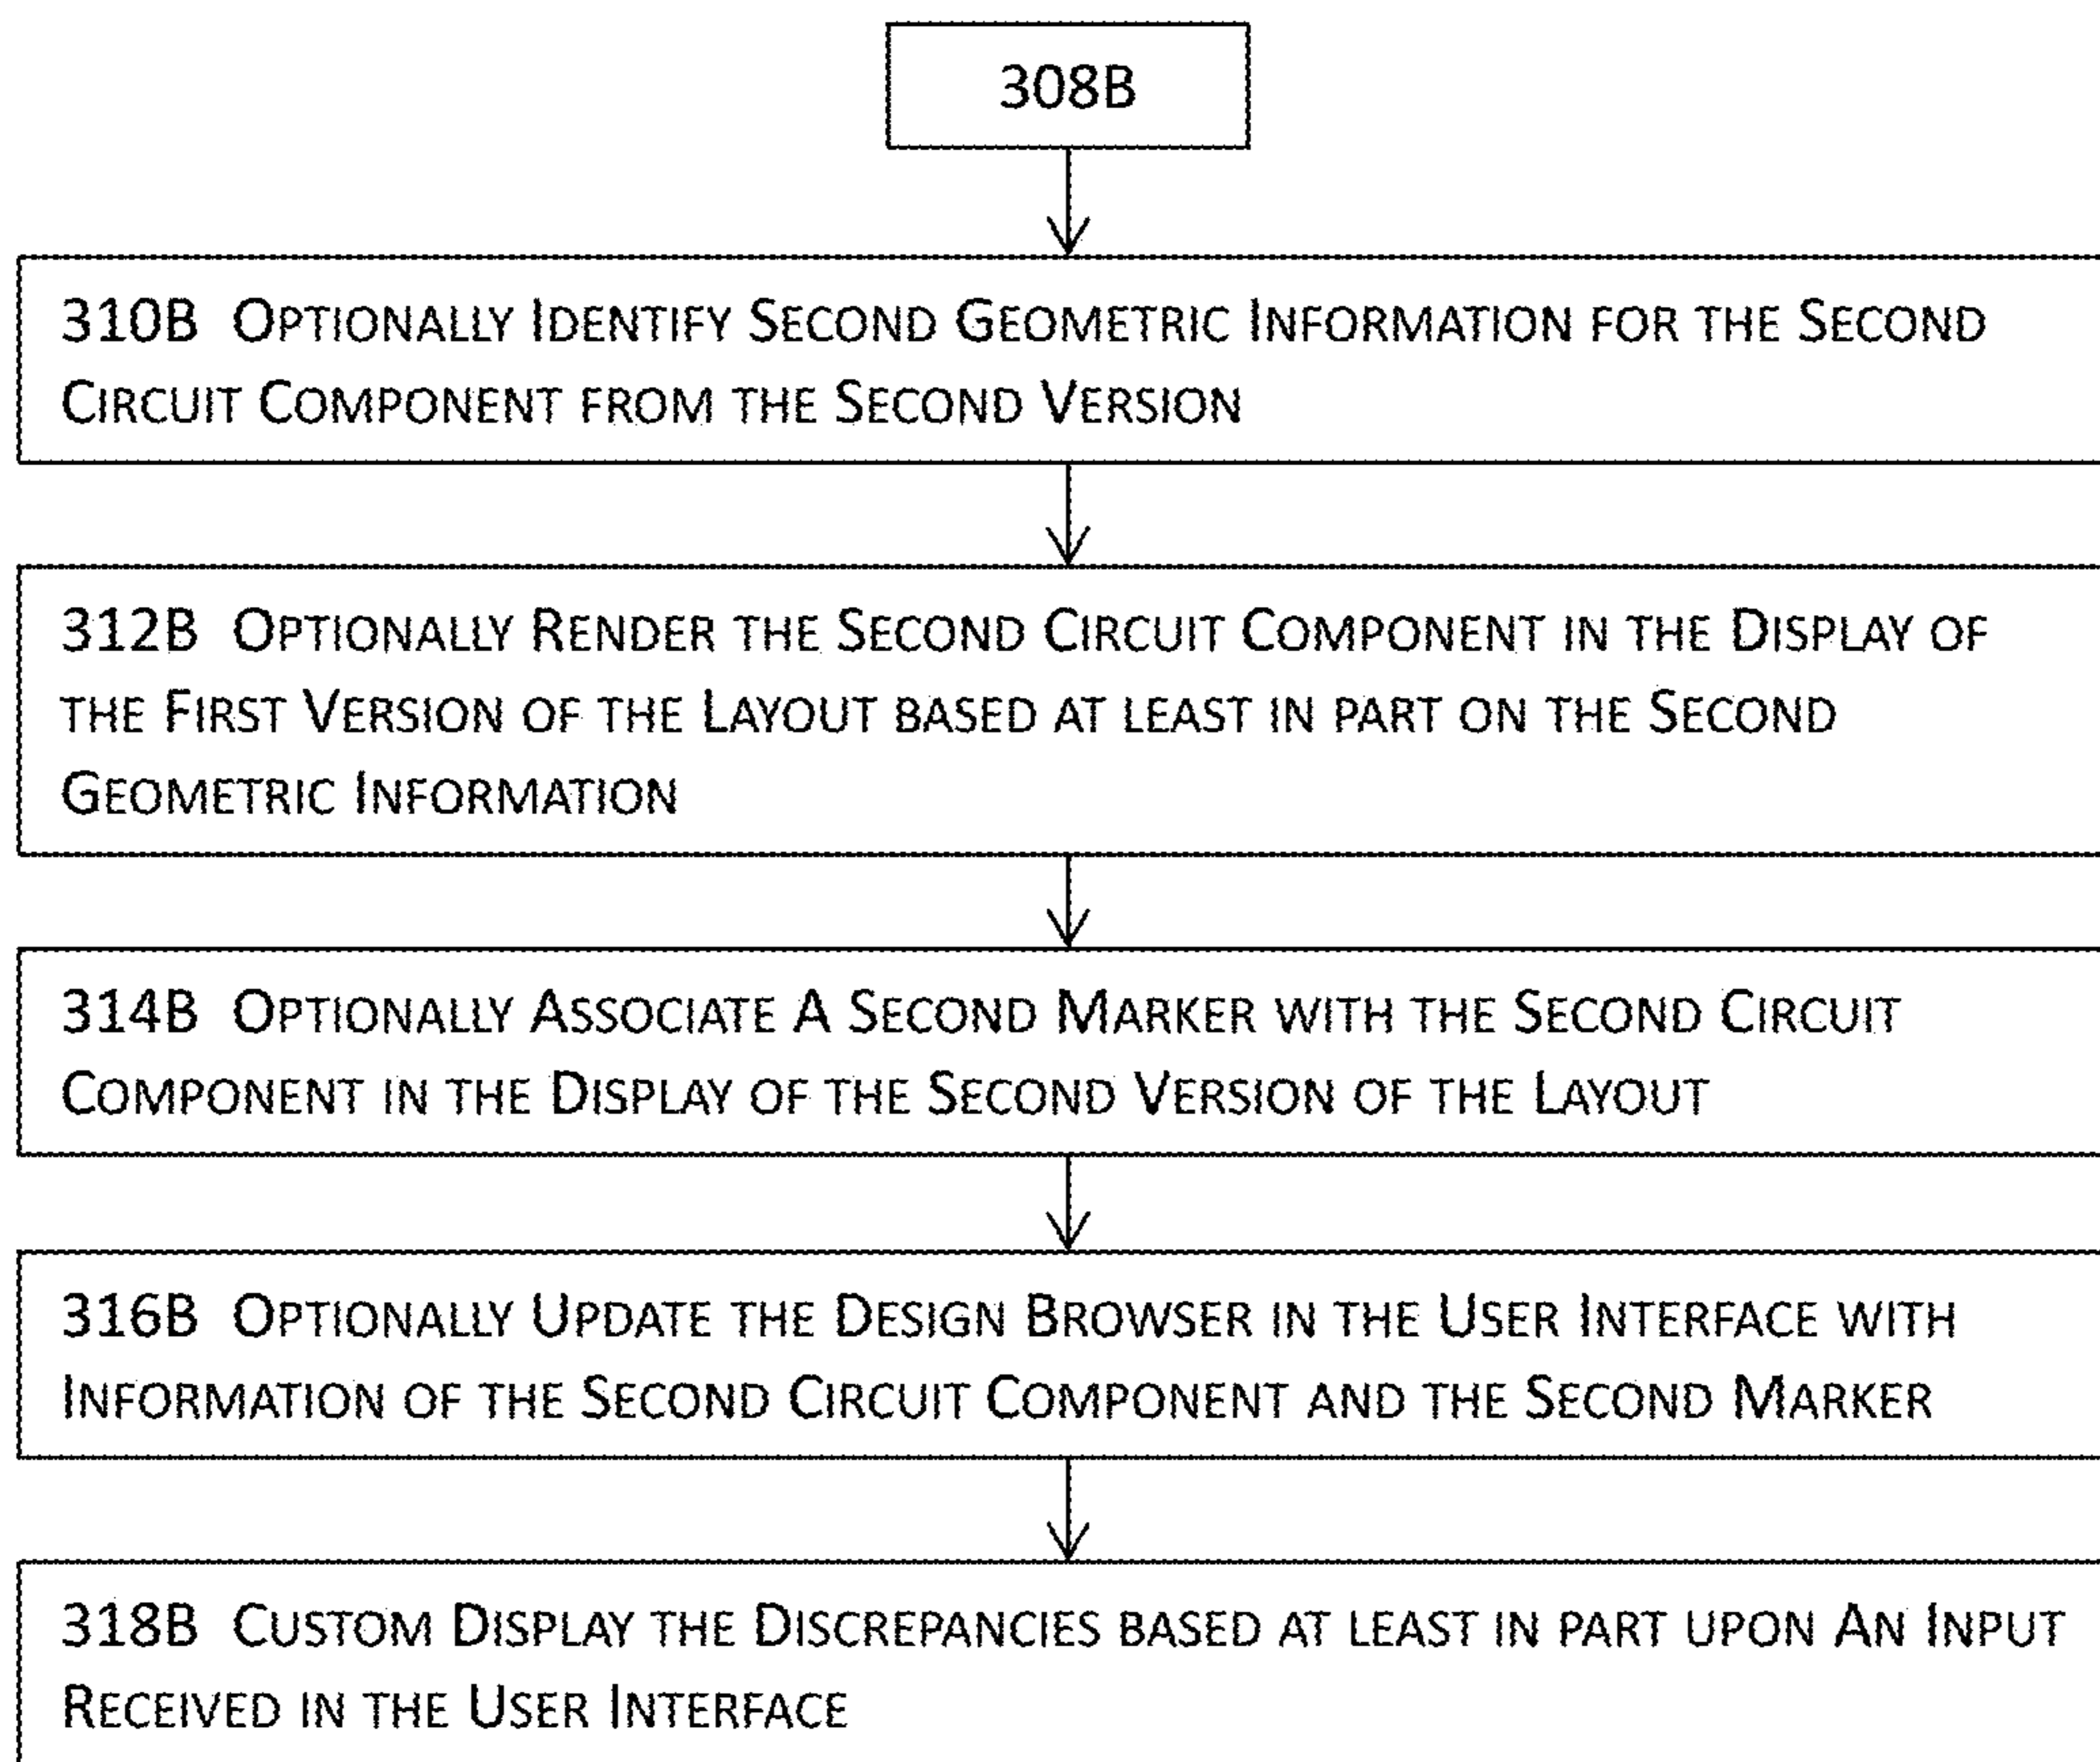 308B
310B Optionally Identify Second Geometric Information for the Second
Circuit Component from the Second Version
312B Optionally Render the Second Circuit Component in the Display of
the First Version of the Layout based at least in part on the Second
Geometric Information
314B Optionally Associate A Second Marker with the Second Circuit
Component in the Display of the Second Version of the Layout
316B Optionally Update the Design Browser in the User Interface with
Information of the Second Circuit Component and the Second Marker
318B Custom Display the Discrepancies based at least in part upon An Input
Received in the User Interface